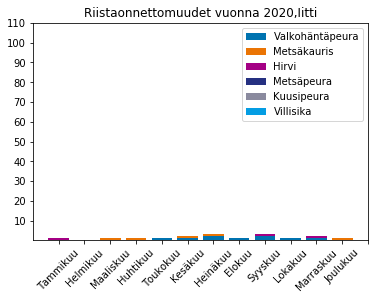 Riistaonnettomuudet vuonna 2020,Iitti
110
100
90
80
70
60
50
40
30
20
10
Valkohäntäpeura
Metsäkauris
Hirvi
Metsäpeura
Kuusipeura
Villisika
Tammikuu
Helmikuu
Maaliskuu
Huhtikuu
Toukokuu
Kesäkuu
Heinäkuu
Elokuu
Syyskuu
Lokakuu
Marraskuu
Joulukuu